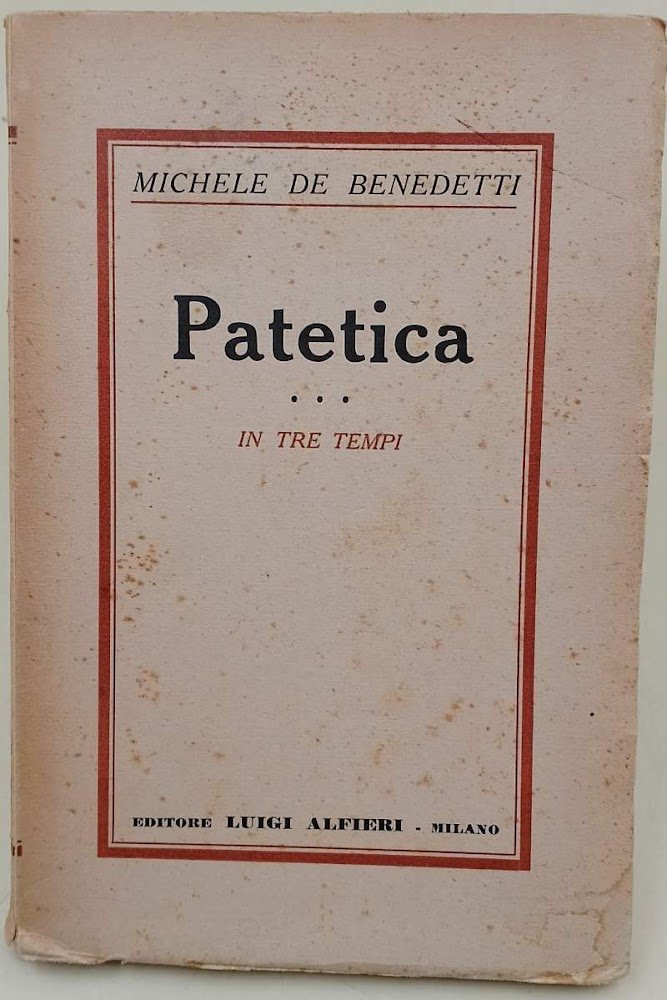 MICHELE DE BENEDETTI
Patetica
...
IN TRE TEMPI
EDITORE LUIGI ALFIERI - MILANO